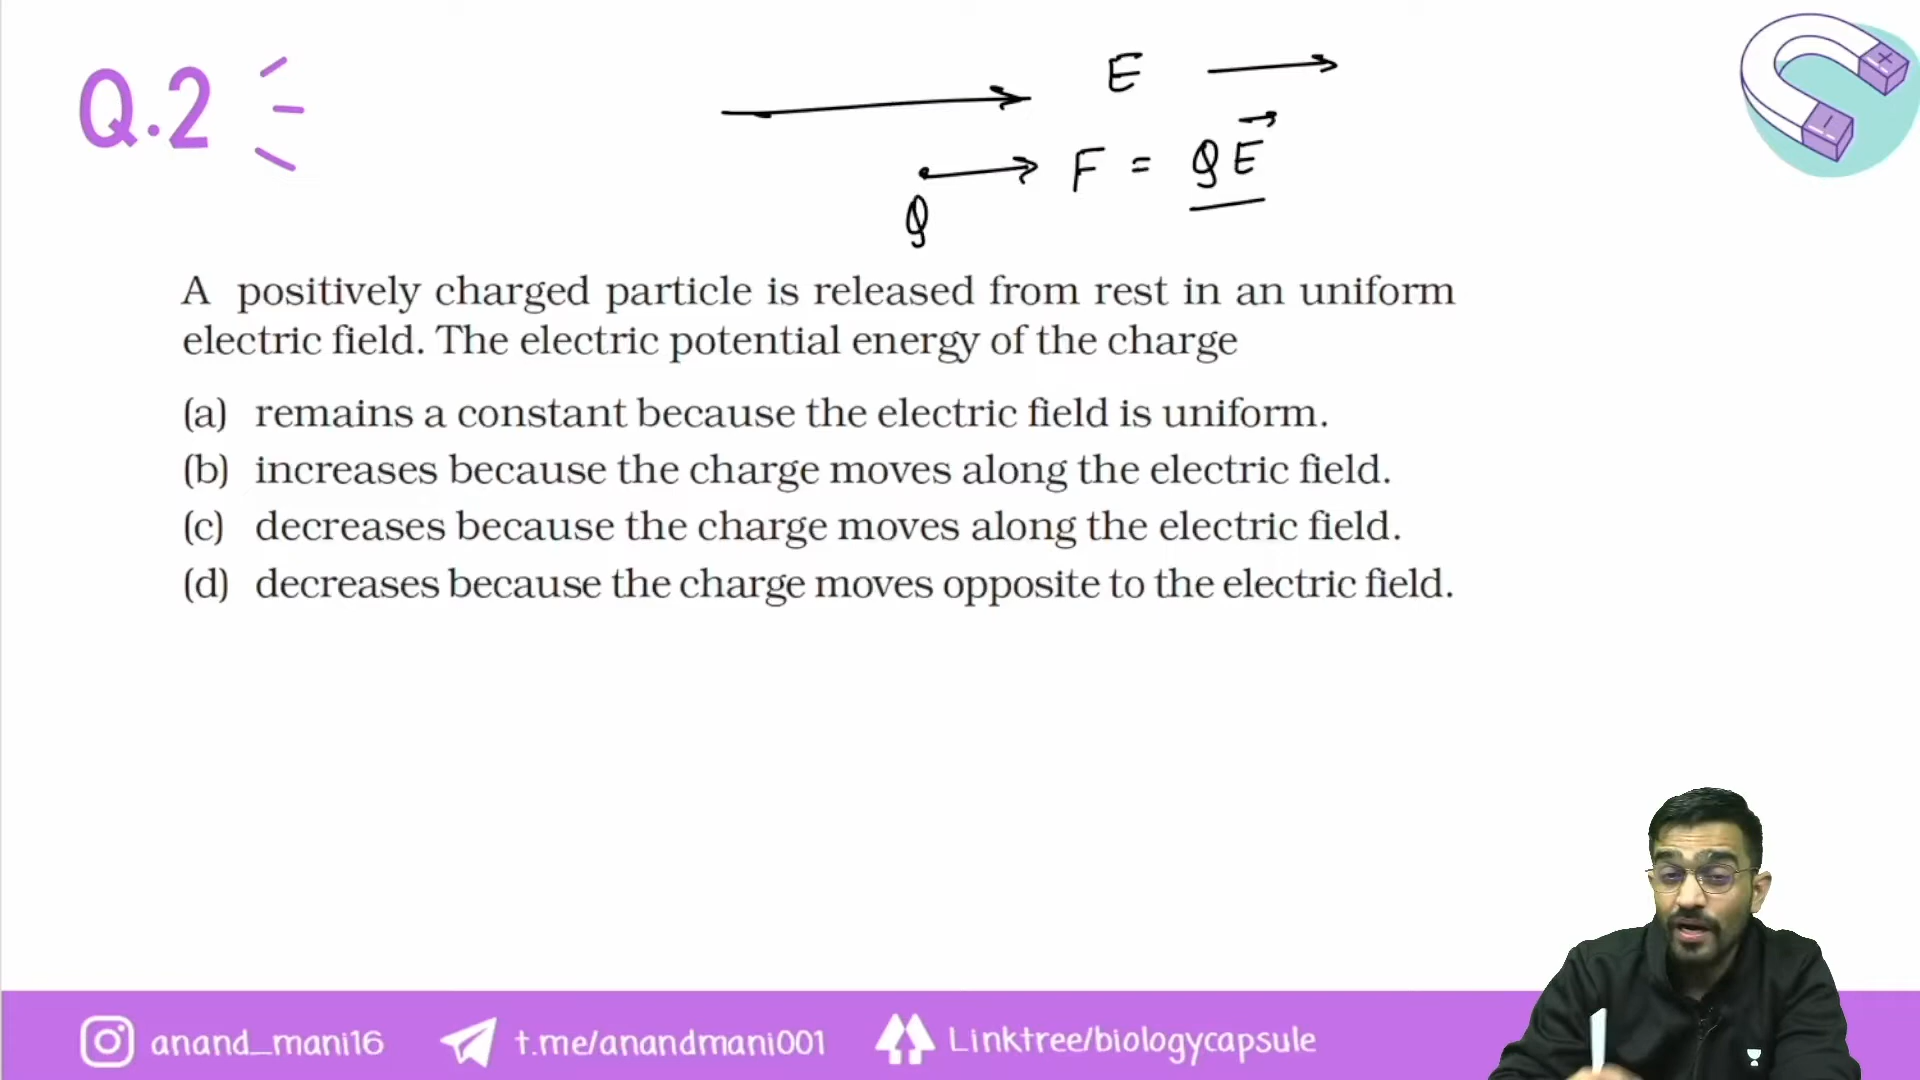 Q.2
E
F = QE
Q
A positively charged particle is released from rest in an uniform
electric field. The electric potential energy of the charge
(a) remains a constant because the electric field is uniform.
(b) increases because the charge moves along the electric field.
(c) decreases because the charge moves along the electric field.
(d) decreases because the charge moves opposite to the electric field.
anand_mani16
t.me/anandmani001
Linktree/biologycapsule